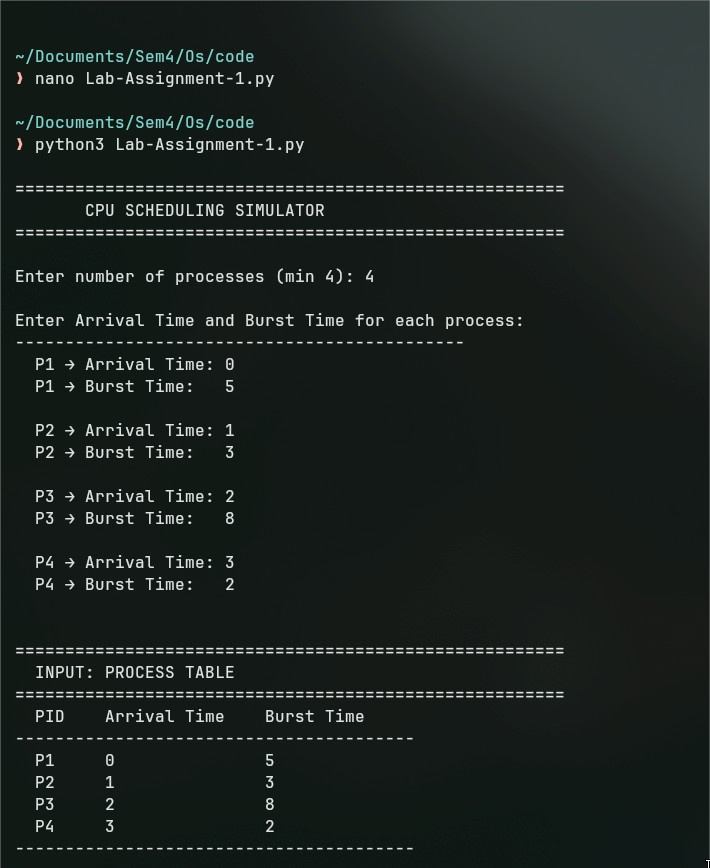 ~/Documents/Sem4/Os/code
❯ nano Lab-Assignment-1.py
~/Documents/Sem4/Os/code
❯ python3 Lab-Assignment-1.py
=======================================================
CPU SCHEDULING SIMULATOR
=======================================================
Enter number of processes (min 4): 4
Enter Arrival Time and Burst Time for each process:
---------------------------------------------
P1 → Arrival Time: 0
P1 → Burst Time:   5
P2 → Arrival Time: 1
P2 → Burst Time:   3
P3 → Arrival Time: 2
P3 → Burst Time:   8
P4 → Arrival Time: 3
P4 → Burst Time:   2
=======================================================
INPUT: PROCESS TABLE
=======================================================
PID    Arrival Time    Burst Time
----------------------------------------
P1     0               5
P2     1               3
P3     2               8
P4     3               2
----------------------------------------